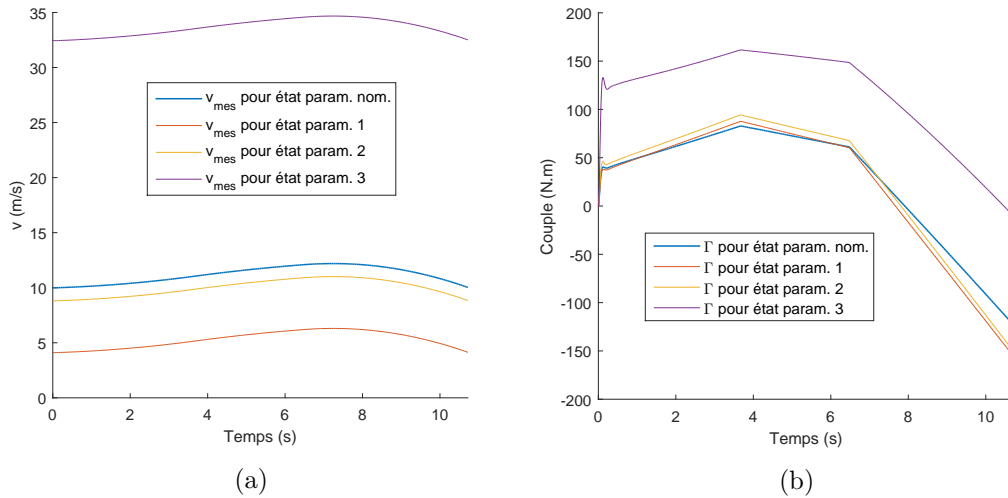 35
30
25
20
15
10
5
0
v (m/s)
v_mes pour état param. nom.
v_mes pour état param. 1
v_mes pour état param. 2
v_mes pour état param. 3
0 2 4 6 8 10
Temps (s)
(a)
200
150
100
50
0
-50
-100
-150
-200
Couple (N.m)
Γ pour état param. nom.
Γ pour état param. 1
Γ pour état param. 2
Γ pour état param. 3
0 2 4 6 8 10
Temps (s)
(b)